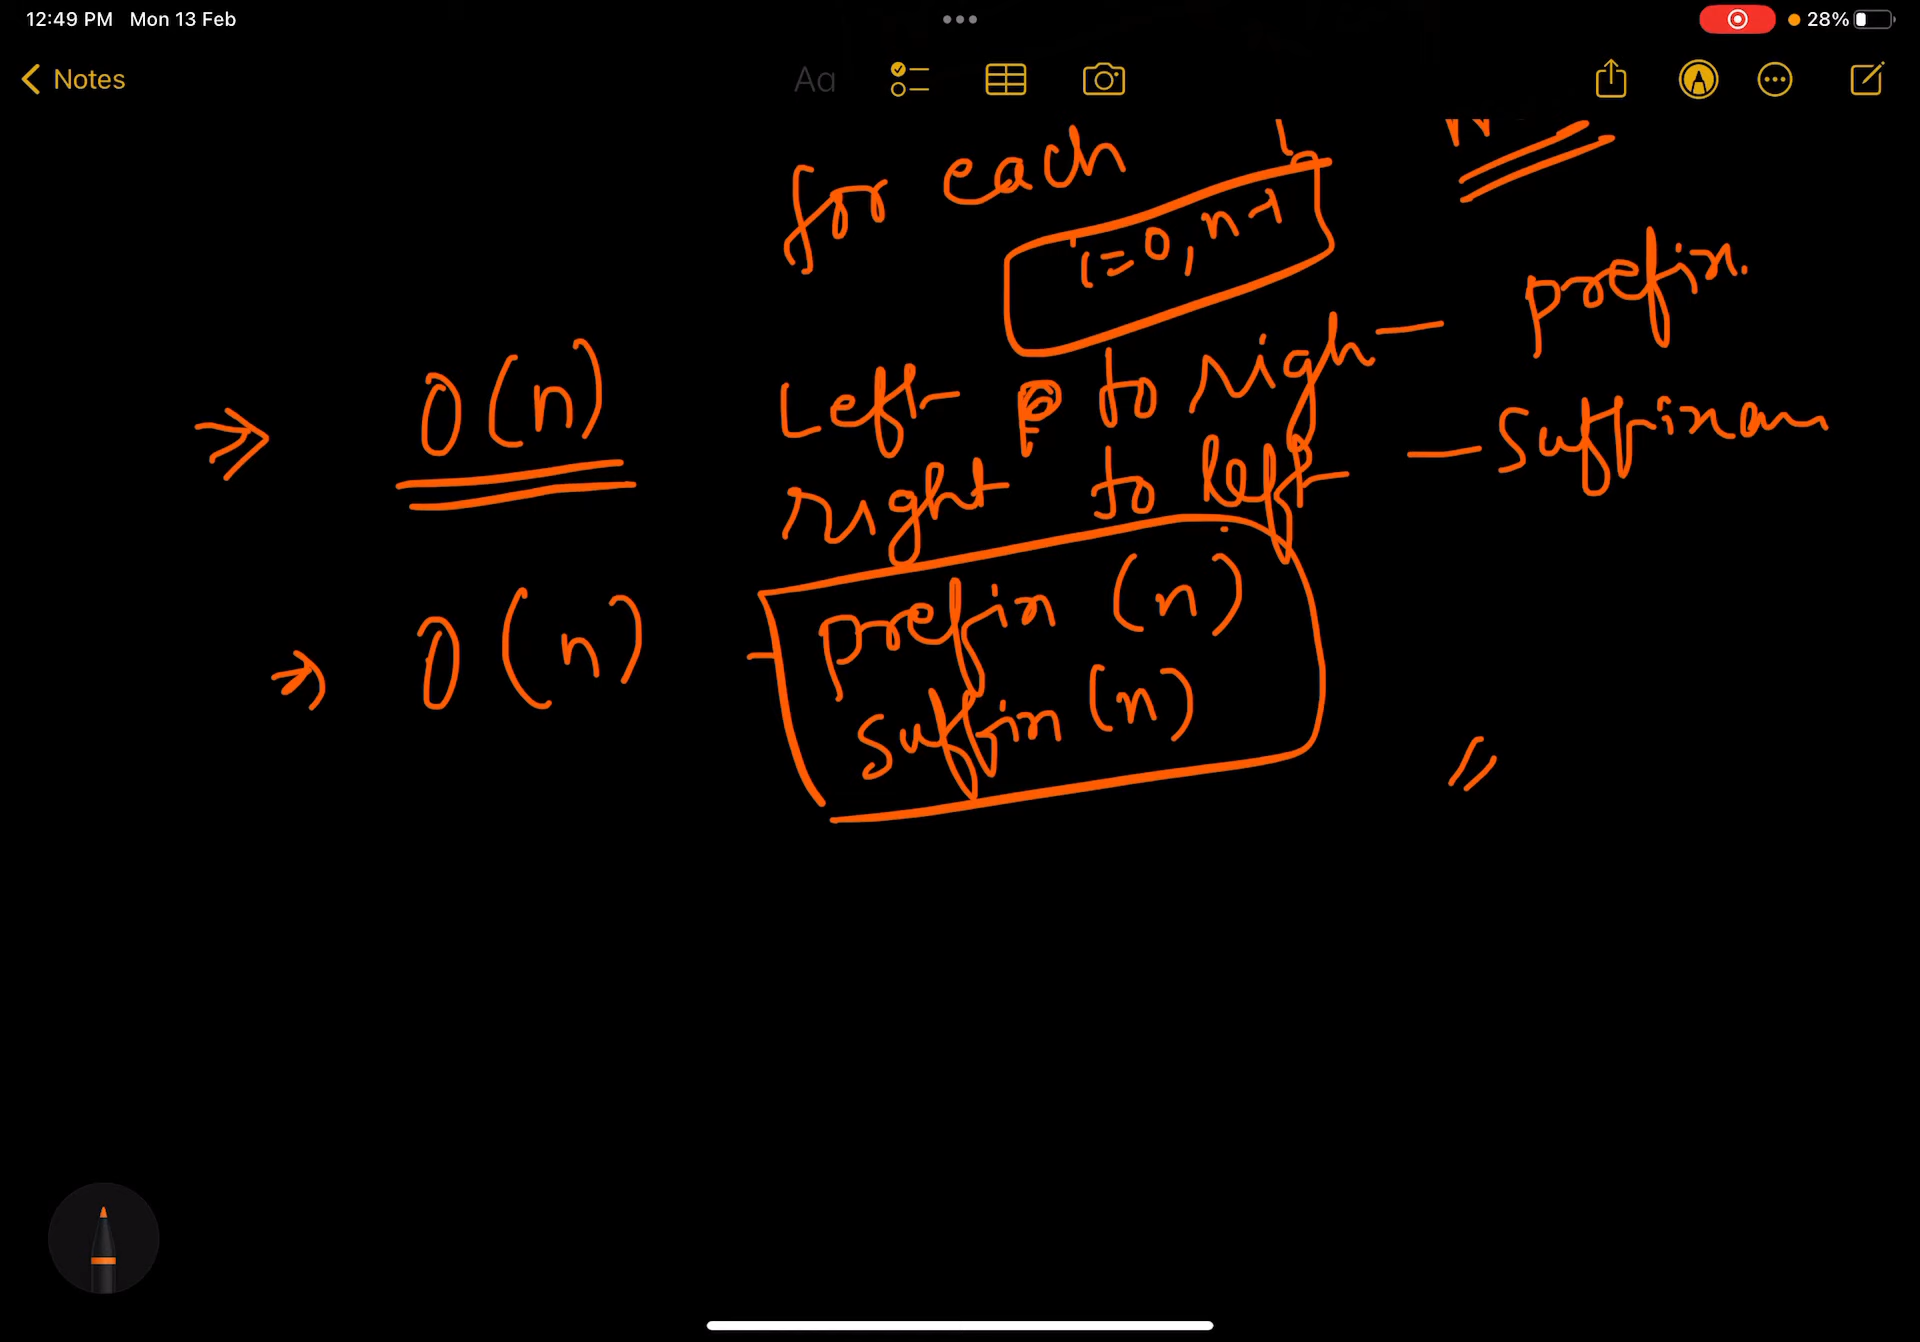 12:49 PM Mon 13 Feb 28%
Notes Aa
for each
i=0, n-1
Left to righ — prefix.
O(n)
right to left —
O(n) prefix (n)
suffix (n)